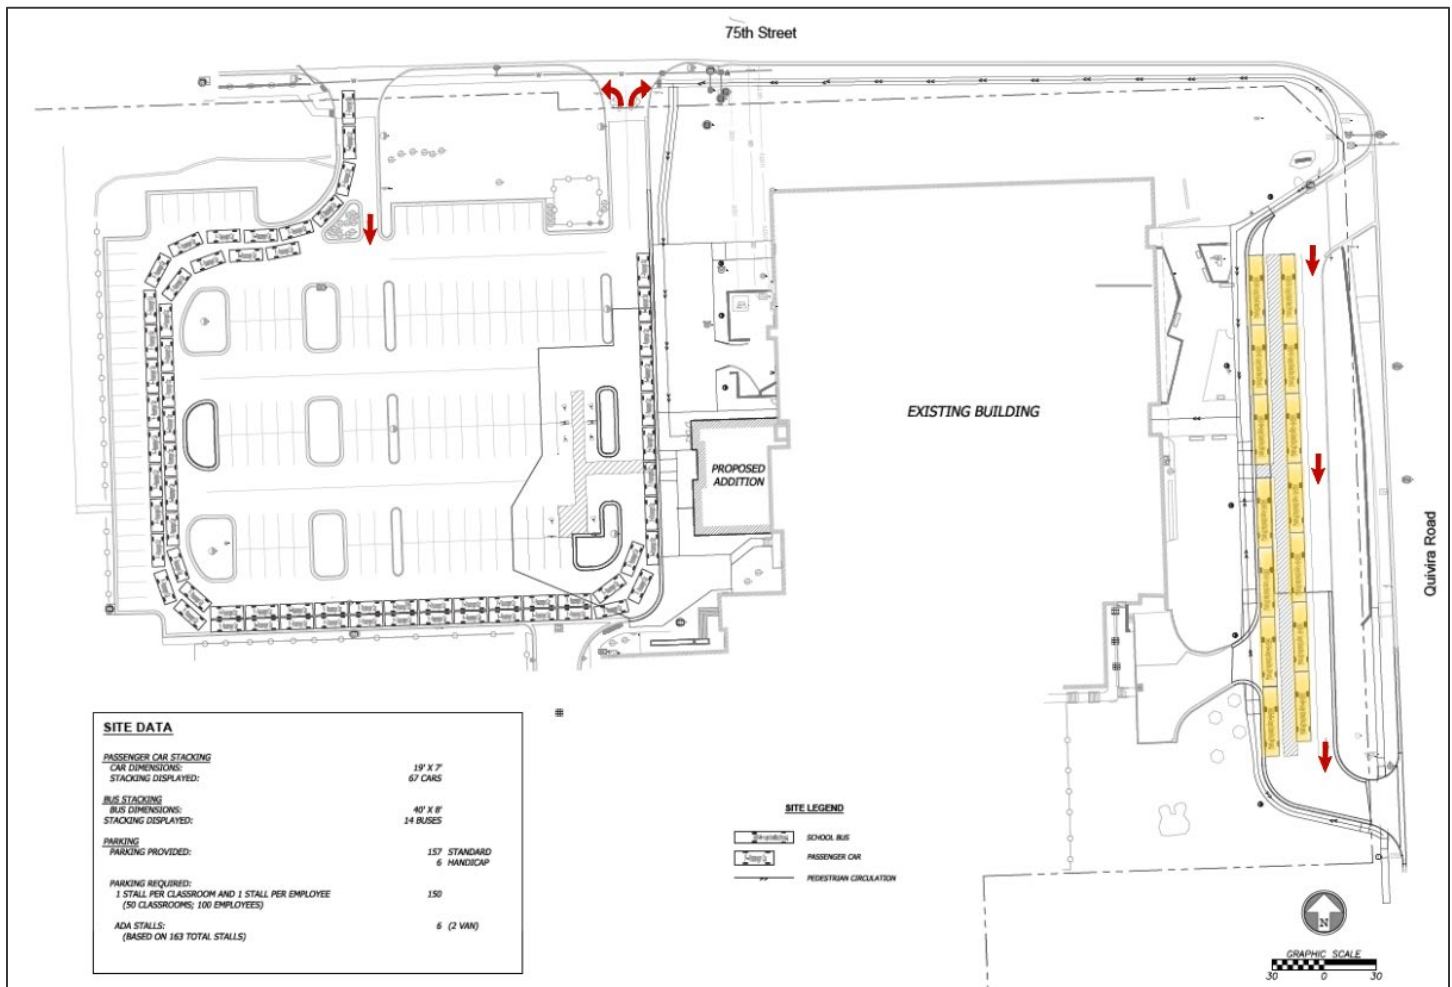 75th Street
EXISTING BUILDING
PROPOSED
ADDITION
Quivira Road
SITE DATA
PASSENGER CAR STACKING
CAR DIMENSIONS: 19' X 7'
STACKING DISPLAYED: 67 CARS
BUS STACKING
BUS DIMENSIONS: 40' X 8'
STACKING DISPLAYED: 14 BUSES
PARKING
PARKING PROVIDED: 157 STANDARD
6 HANDICAP
PARKING REQUIRED:
1 STALL PER CLASSROOM AND 1 STALL PER EMPLOYEE 150
(50 CLASSROOMS; 100 EMPLOYEES)
ADA STALLS: 6 (2 VAN)
(BASED ON 163 TOTAL STALLS)
SITE LEGEND
SCHOOL BUS
PASSENGER CAR
PEDESTRIAN CIRCULATION
N
GRAPHIC SCALE
30 0 30